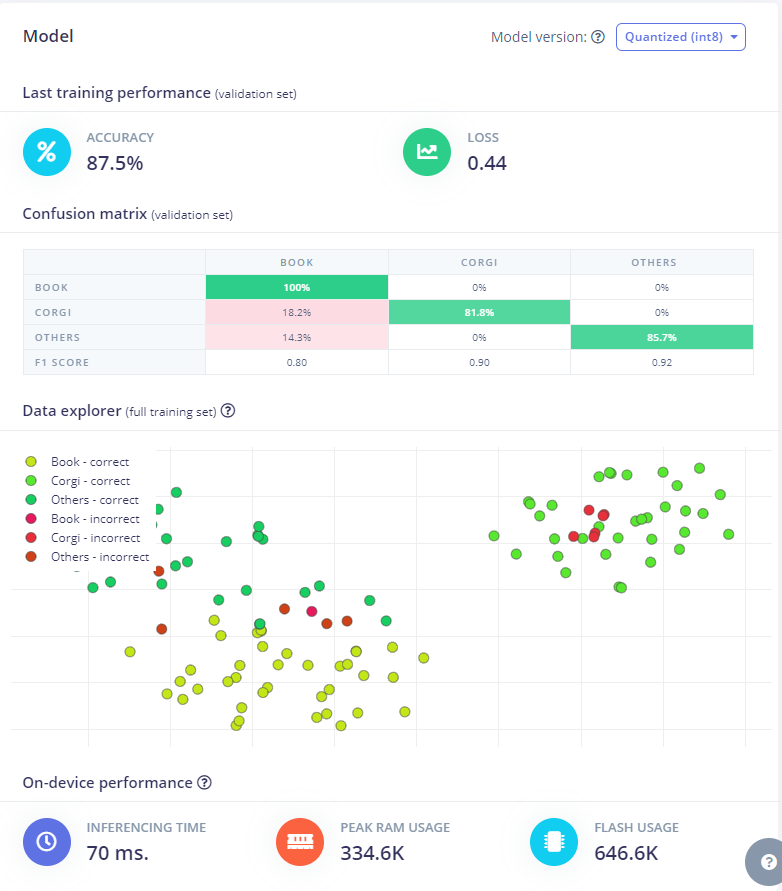 Model
Model version: Quantized (int8)
Last training performance (validation set)
% ACCURACY
87.5%
LOSS
0.44
Confusion matrix (validation set)
BOOK CORGI OTHERS
BOOK 100% 0% 0%
CORGI 18.2% 81.8% 0%
OTHERS 14.3% 0% 85.7%
F1 SCORE 0.80 0.90 0.92
Data explorer (full training set) ?
Book - correct
Corgi - correct
Others - correct
Book - incorrect
Corgi - incorrect
Others - incorrect
On-device performance ?
INFERENCING TIME
70 ms.
PEAK RAM USAGE
334.6K
FLASH USAGE
646.6K
?